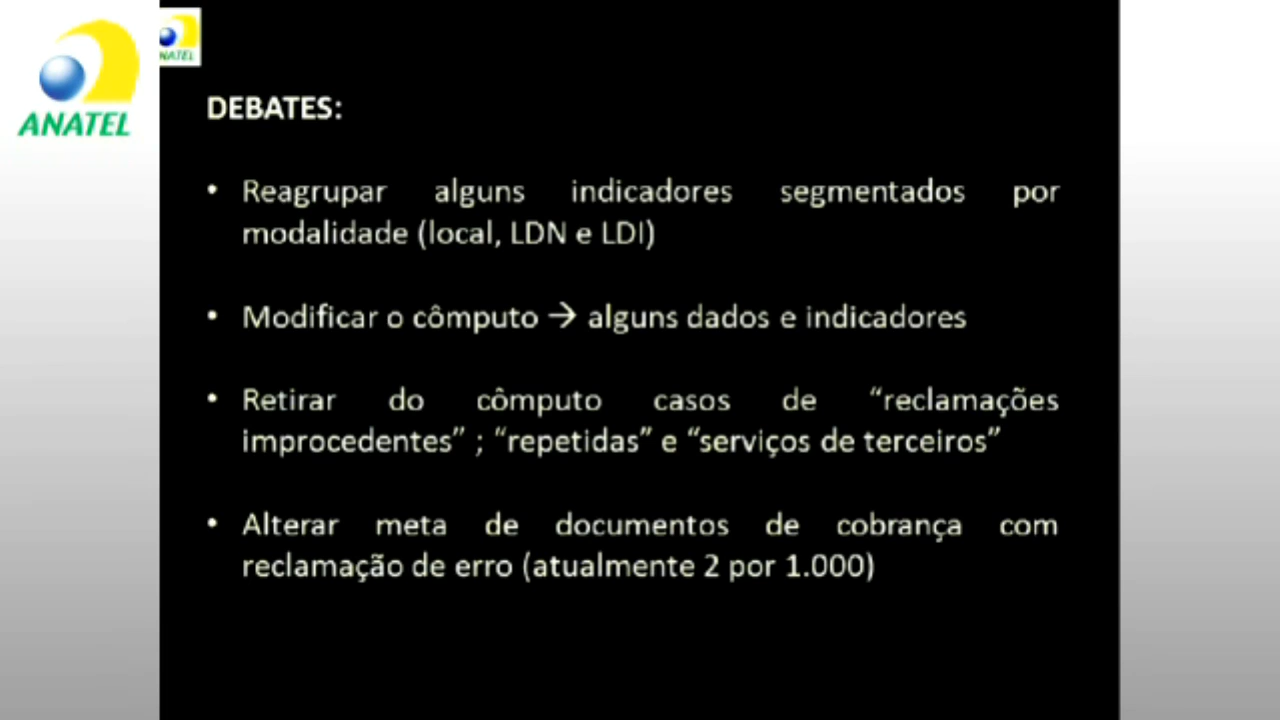 ANATEL
ANATEL
DEBATES:
• Reagrupar alguns indicadores segmentados por
modalidade (local, LDN e LDI)
• Modificar o cômputo → alguns dados e indicadores
• Retirar do cômputo casos de “reclamações
improcedentes” ; “repetidas” e “serviços de terceiros”
• Alterar meta de documentos de cobrança com
reclamação de erro (atualmente 2 por 1.000)